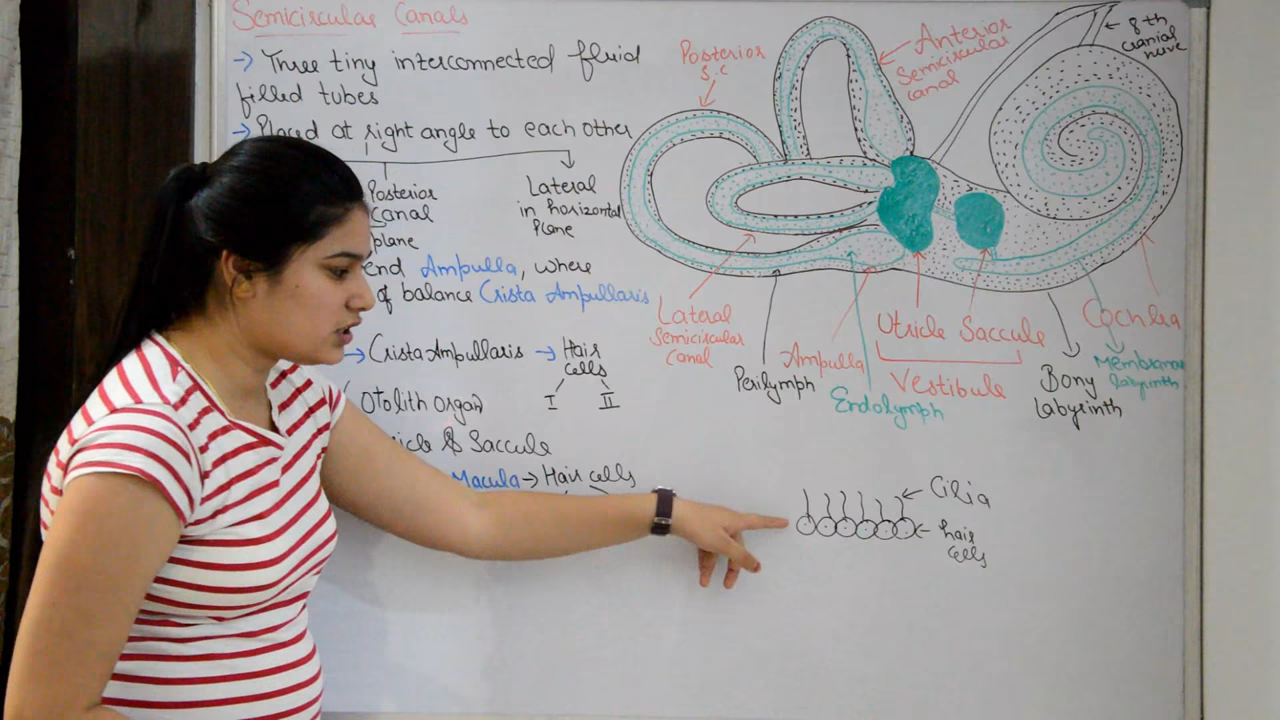 Semicircular Canals
-> Three tiny interconnected fluid
filled tubes
-> Placed at right angle to each other
Posterior
canal
plane
Lateral
in horizontal
Plane
end Ampulla, where
of balance Crista Ampullaris
-> Crista Ampullaris -> Hair
cells
I II
Otolith organ
& Saccule
Macula -> Hair cells
Posterior
S.C
Anterior
Semicircular
canal
8th
cranial
nerve
Lateral
Semicircular
Canal
Perilymph
Ampulla
Endolymph
Utricle Saccule
Vestibule
Bony
labyrinth
Cochlea
labyrinth
Cilia
hair
cells